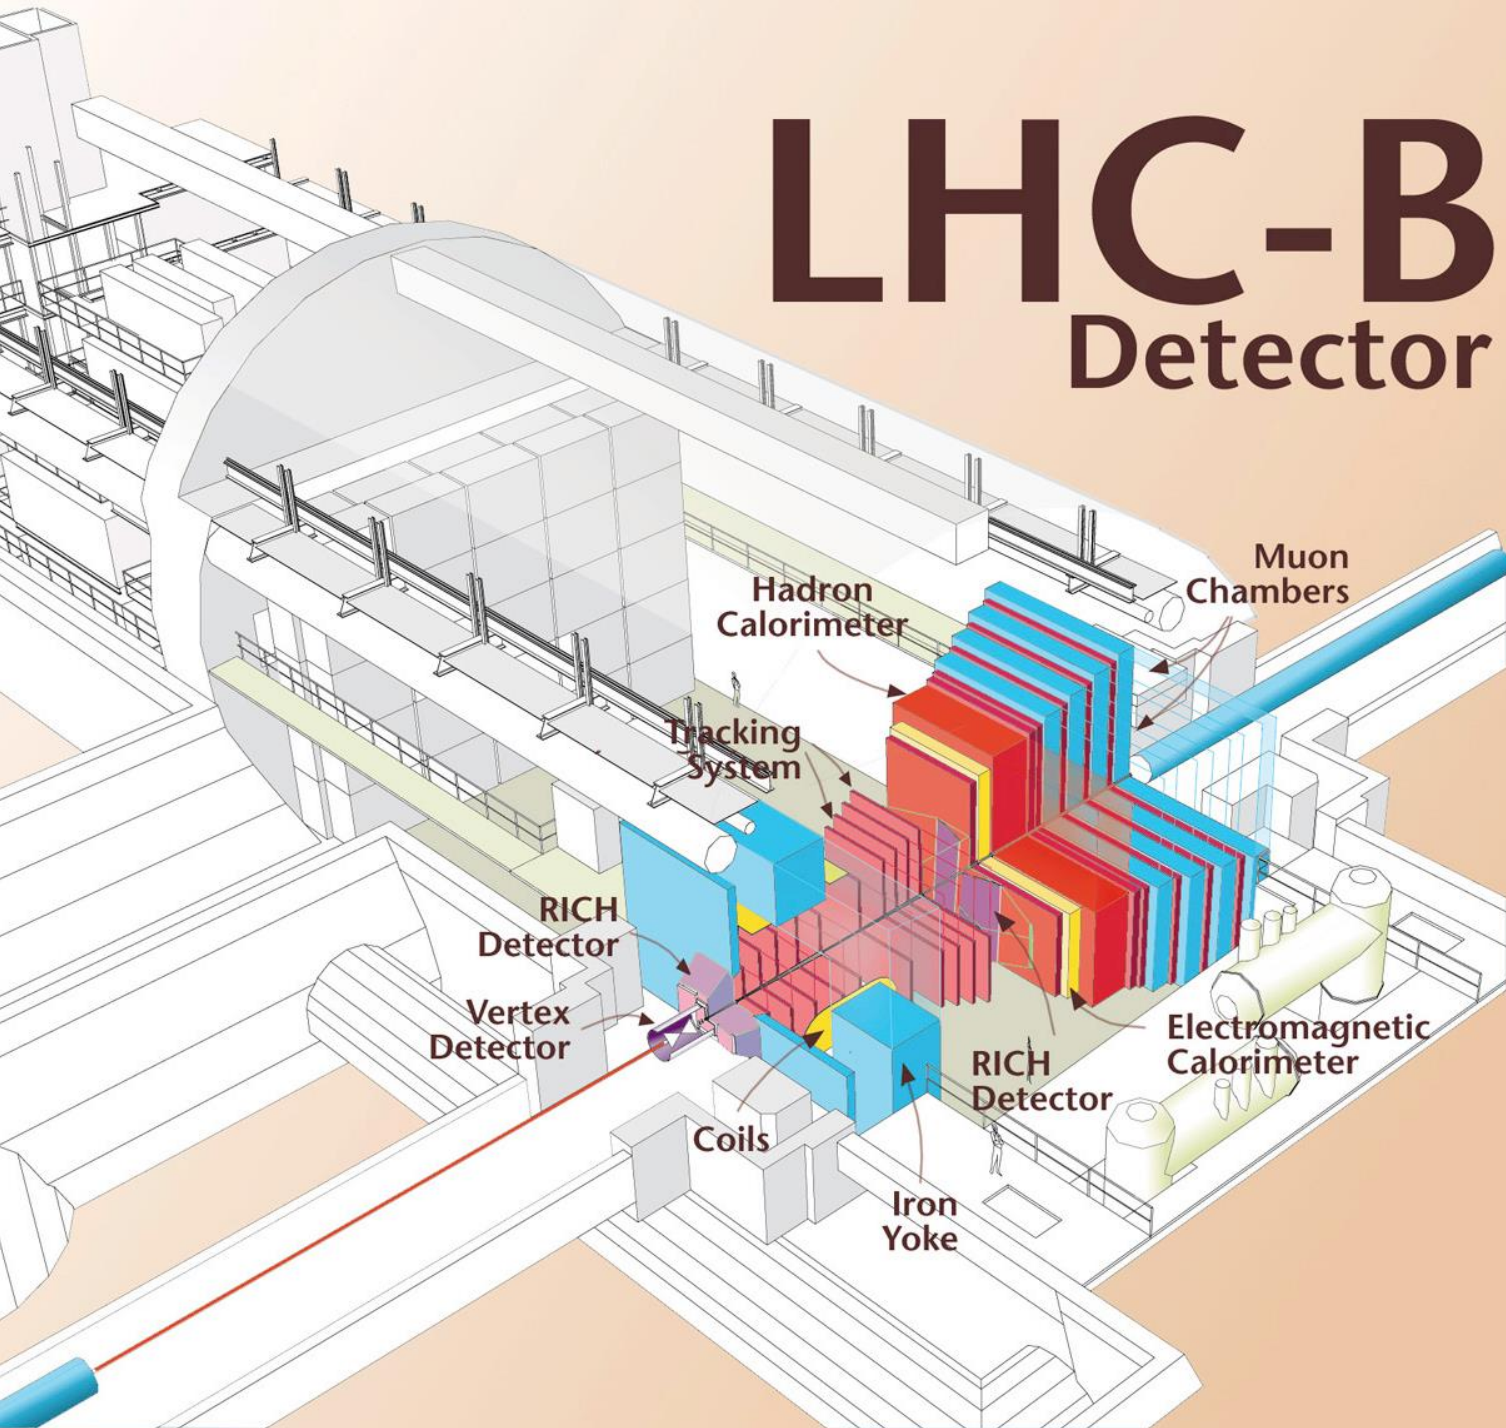 LHC-B
Detector
Muon
Chambers
Hadron
Calorimeter
Tracking
System
RICH
Detector
Vertex
Detector
Electromagnetic
Calorimeter
RICH
Detector
Coils
Iron
Yoke